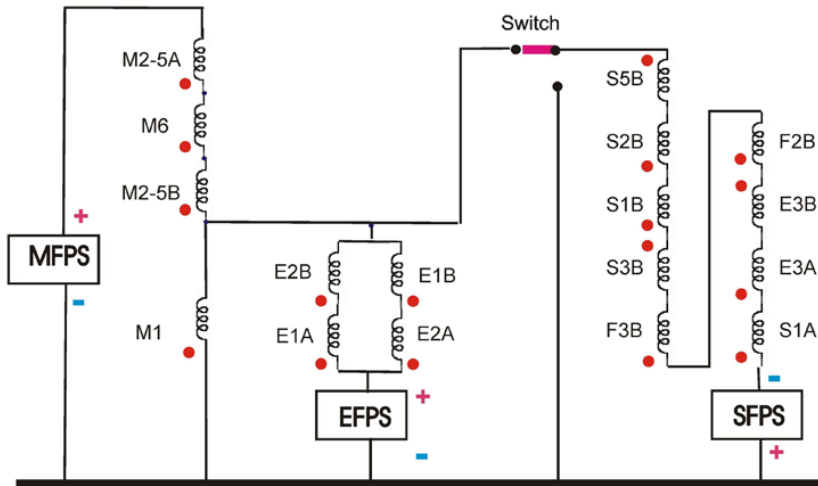 Switch
M2-5A
S5B
M6
S2B
F2B
M2-5B
S1B
E3B
+
MFPS
-
E2B
E1B
S3B
E3A
M1
E1A
E2A
F3B
S1A
-
+
EFPS
-
SFPS
+